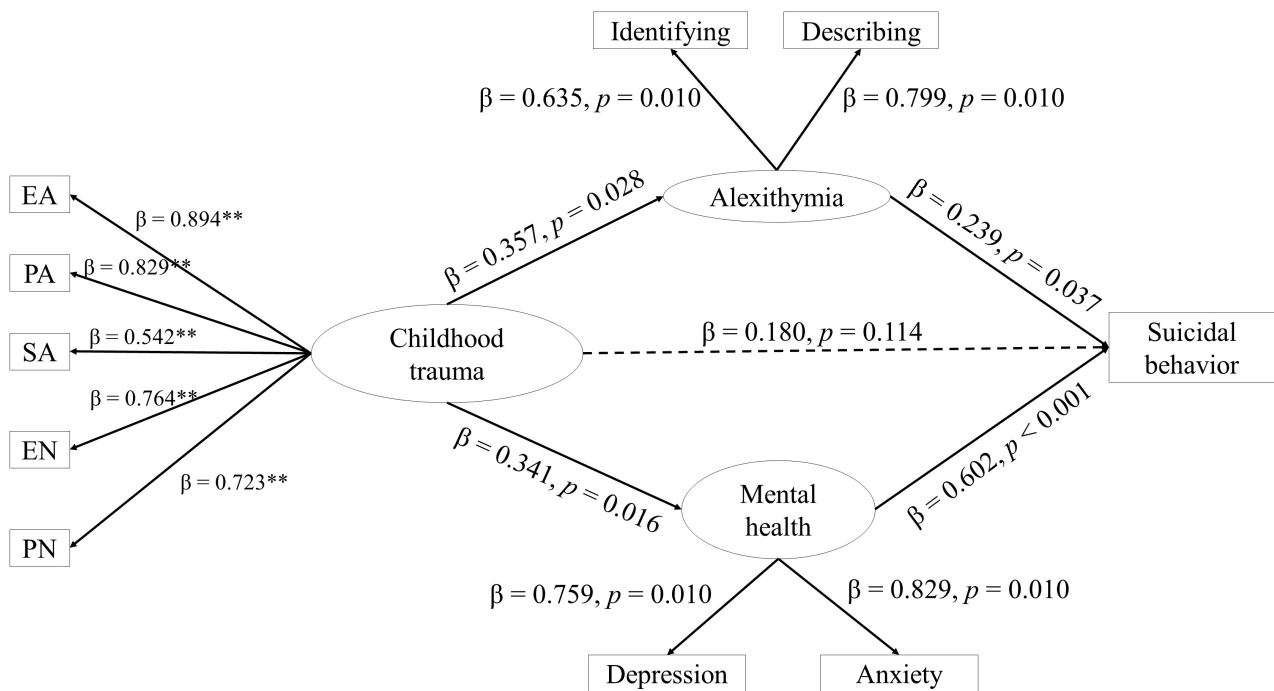 Identifying
Describing
β = 0.635, p = 0.010
β = 0.799, p = 0.010
EA
β = 0.894**
PA
β = 0.829**
SA
β = 0.542**
EN
β = 0.764**
PN
β = 0.723**
Childhood
trauma
β = 0.357, p = 0.028
Alexithymia
β = 0.239, p = 0.037
β = 0.180, p = 0.114
Suicidal
behavior
β = 0.341, p = 0.016
Mental
health
β = 0.602, p < 0.001
β = 0.759, p = 0.010
β = 0.829, p = 0.010
Depression
Anxiety